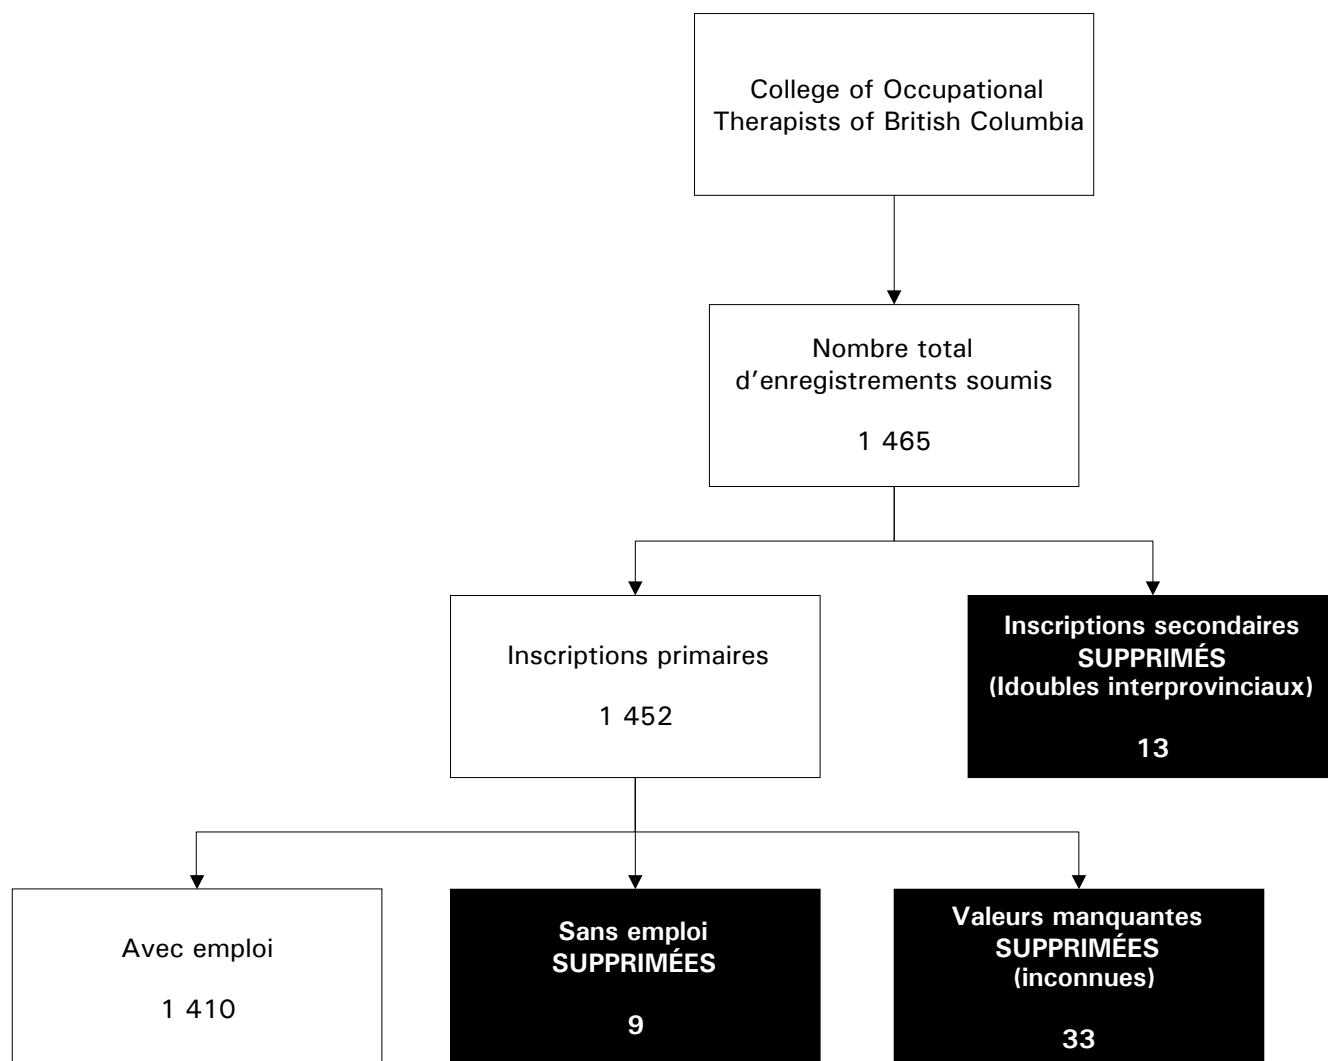 College of Occupational
Therapists of British Columbia
Nombre total
d’enregistrements soumis
1 465
Inscriptions primaires
1 452
Inscriptions secondaires
SUPPRIMÉS
(Idoubles interprovinciaux)
13
Avec emploi
1 410
Sans emploi
SUPPRIMÉES
9
Valeurs manquantes
SUPPRIMÉES
(inconnues)
33